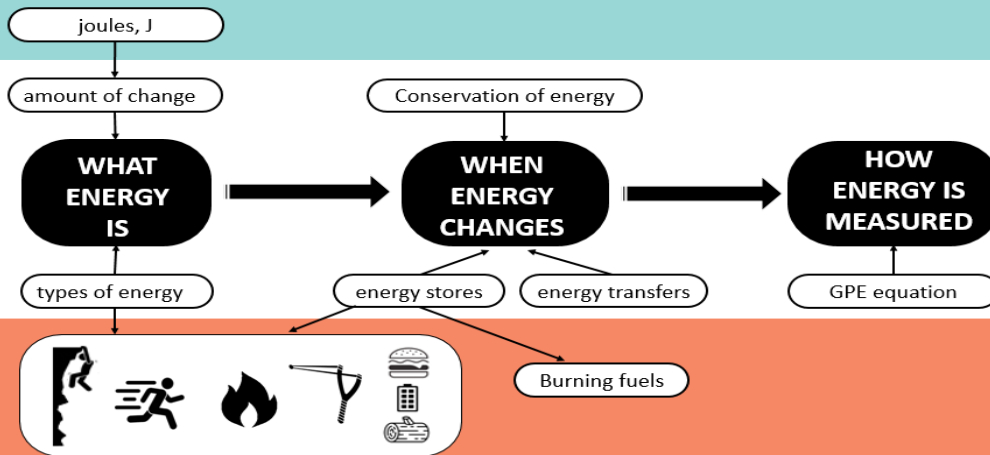 joules, J
amount of change
Conservation of energy
WHAT
ENERGY
IS
WHEN
ENERGY
CHANGES
HOW
ENERGY IS
MEASURED
types of energy
energy stores
energy transfers
GPE equation
Burning fuels